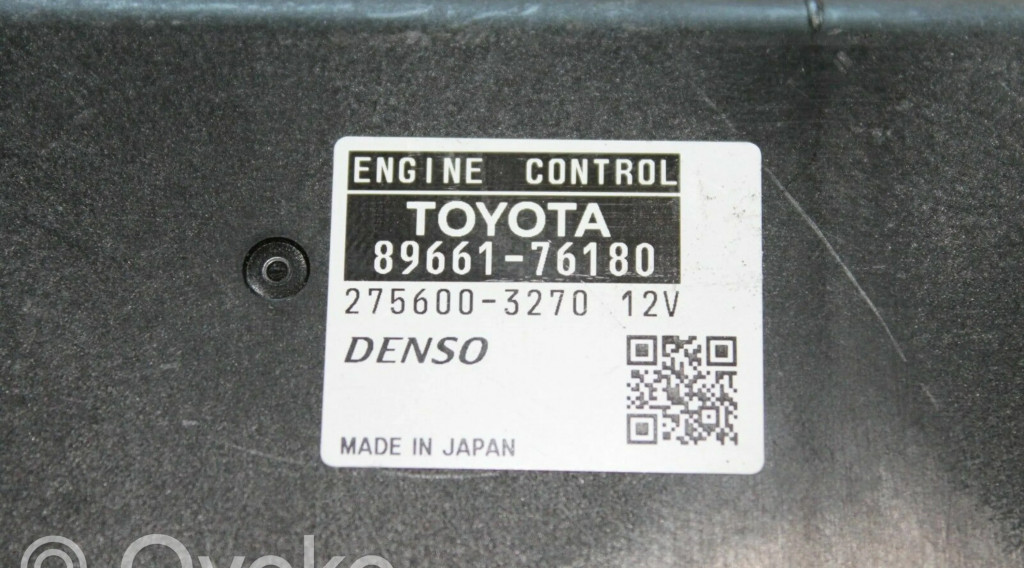 ENGINE CONTROL
TOYOTA
89661-76180
275600-3270 12V
DENSO
MADE IN JAPAN